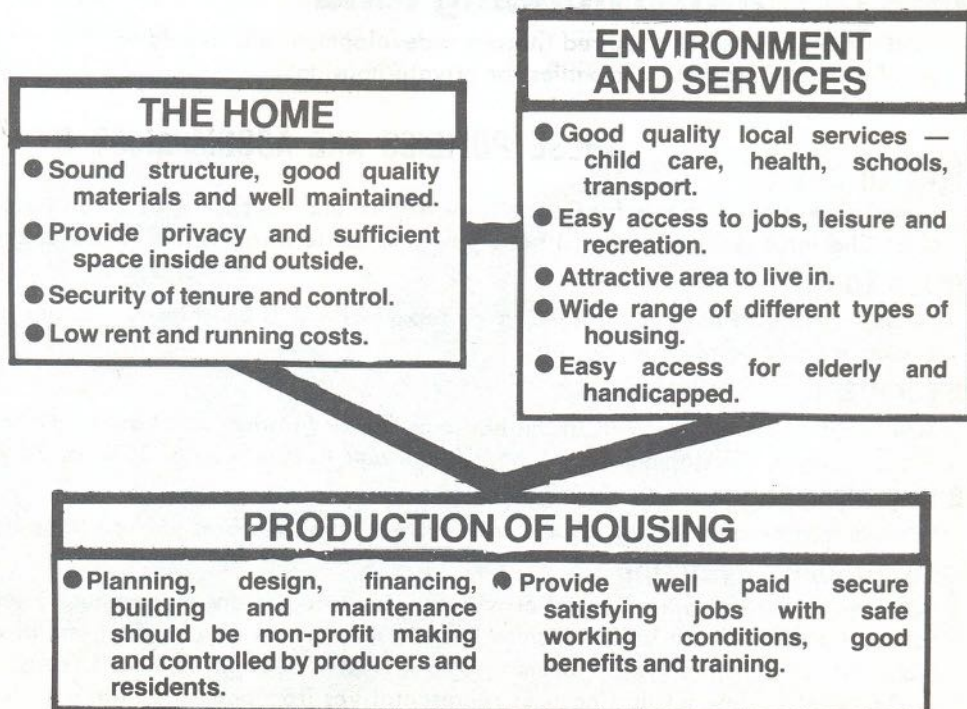 THE HOME
● Sound structure, good quality
materials and well maintained.
● Provide privacy and sufficient
space inside and outside.
● Security of tenure and control.
● Low rent and running costs.
ENVIRONMENT
AND SERVICES
● Good quality local services —
child care, health, schools,
transport.
● Easy access to jobs, leisure and
recreation.
● Attractive area to live in.
● Wide range of different types of
housing.
● Easy access for elderly and
handicapped.
PRODUCTION OF HOUSING
● Planning, design, financing,
building and maintenance
should be non-profit making
and controlled by producers and
residents.
● Provide well paid secure
satisfying jobs with safe
working conditions, good
benefits and training.